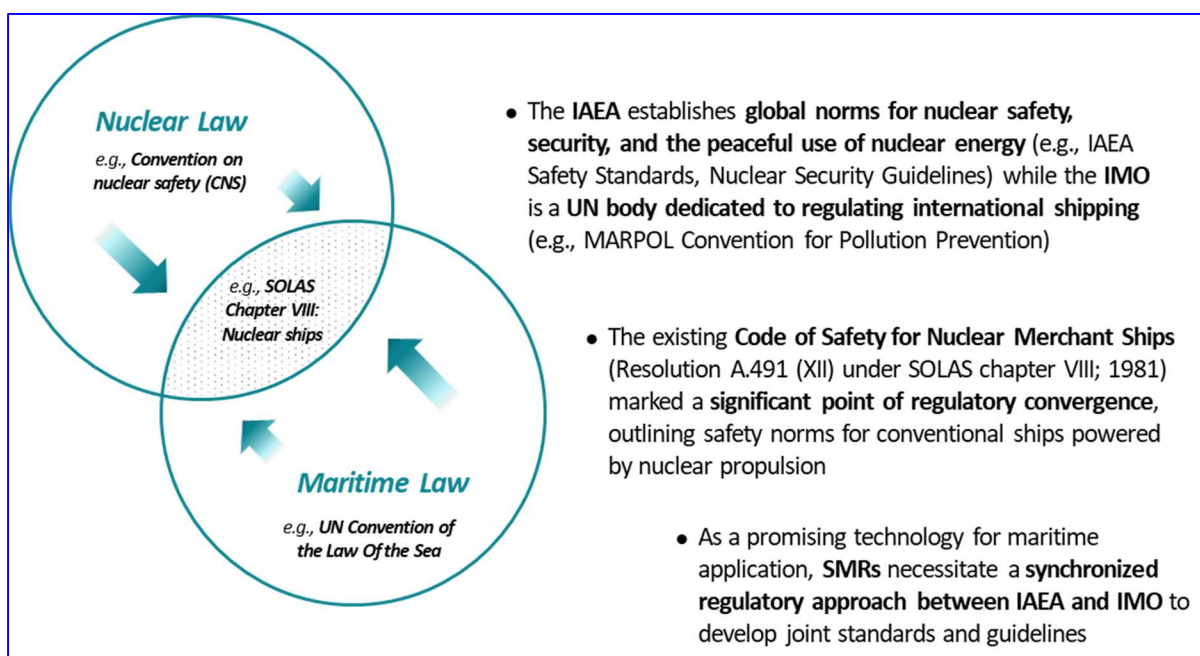 Nuclear Law
e.g., Convention on
nuclear safety (CNS)
e.g., SOLAS
Chapter VIII:
Nuclear ships
Maritime Law
e.g., UN Convention of
the Law Of the Sea
• The IAEA establishes global norms for nuclear safety,
security, and the peaceful use of nuclear energy (e.g., IAEA
Safety Standards, Nuclear Security Guidelines) while the IMO
is a UN body dedicated to regulating international shipping
(e.g., MARPOL Convention for Pollution Prevention)
• The existing Code of Safety for Nuclear Merchant Ships
(Resolution A.491 (XII) under SOLAS chapter VIII; 1981)
marked a significant point of regulatory convergence,
outlining safety norms for conventional ships powered
by nuclear propulsion
• As a promising technology for maritime
application, SMRs necessitate a synchronized
regulatory approach between IAEA and IMO to
develop joint standards and guidelines